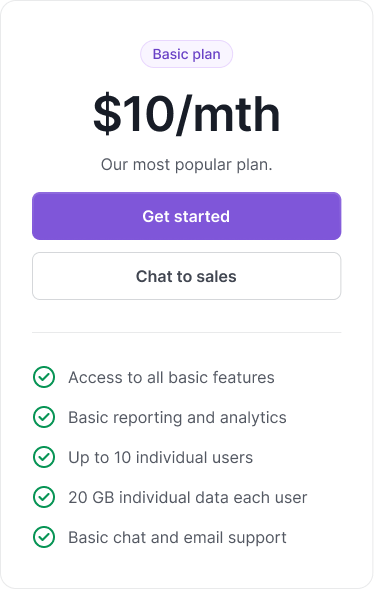 Basic plan
$10/mth
Our most popular plan.
Get started
Chat to sales
Access to all basic features
Basic reporting and analytics
Up to 10 individual users
20 GB individual data each user
Basic chat and email support